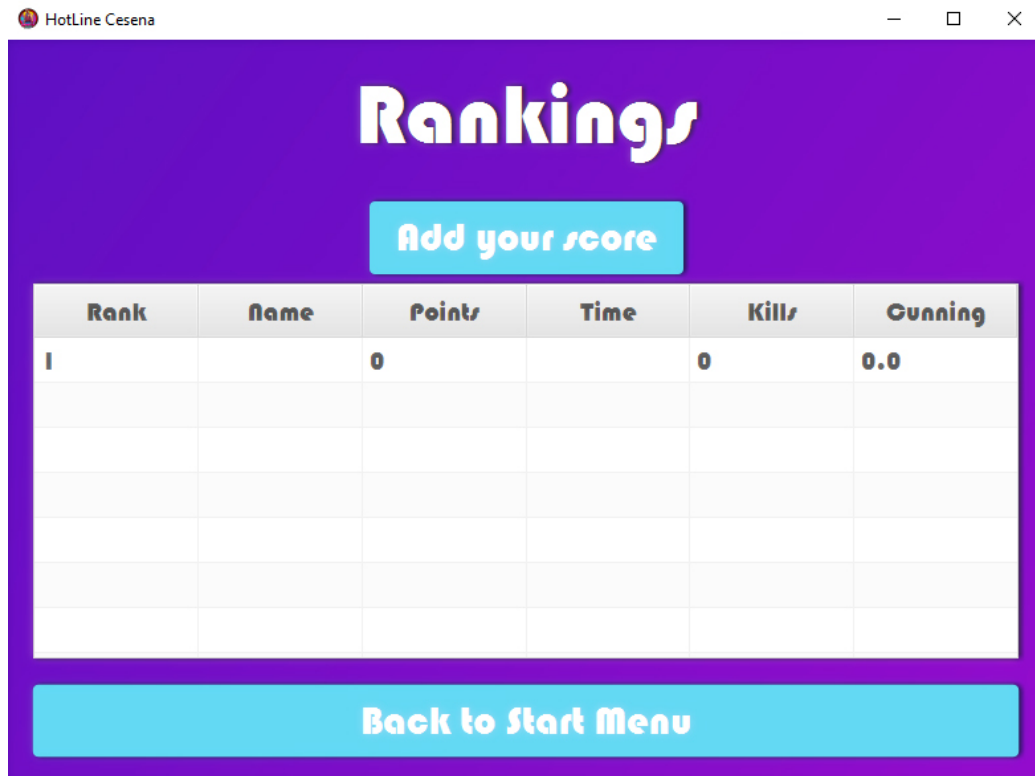 HotLine Cesena
Rankings
Add your score
Rank Name Points Time Kills Cunning
1 0 0 0.0
Back to Start Menu